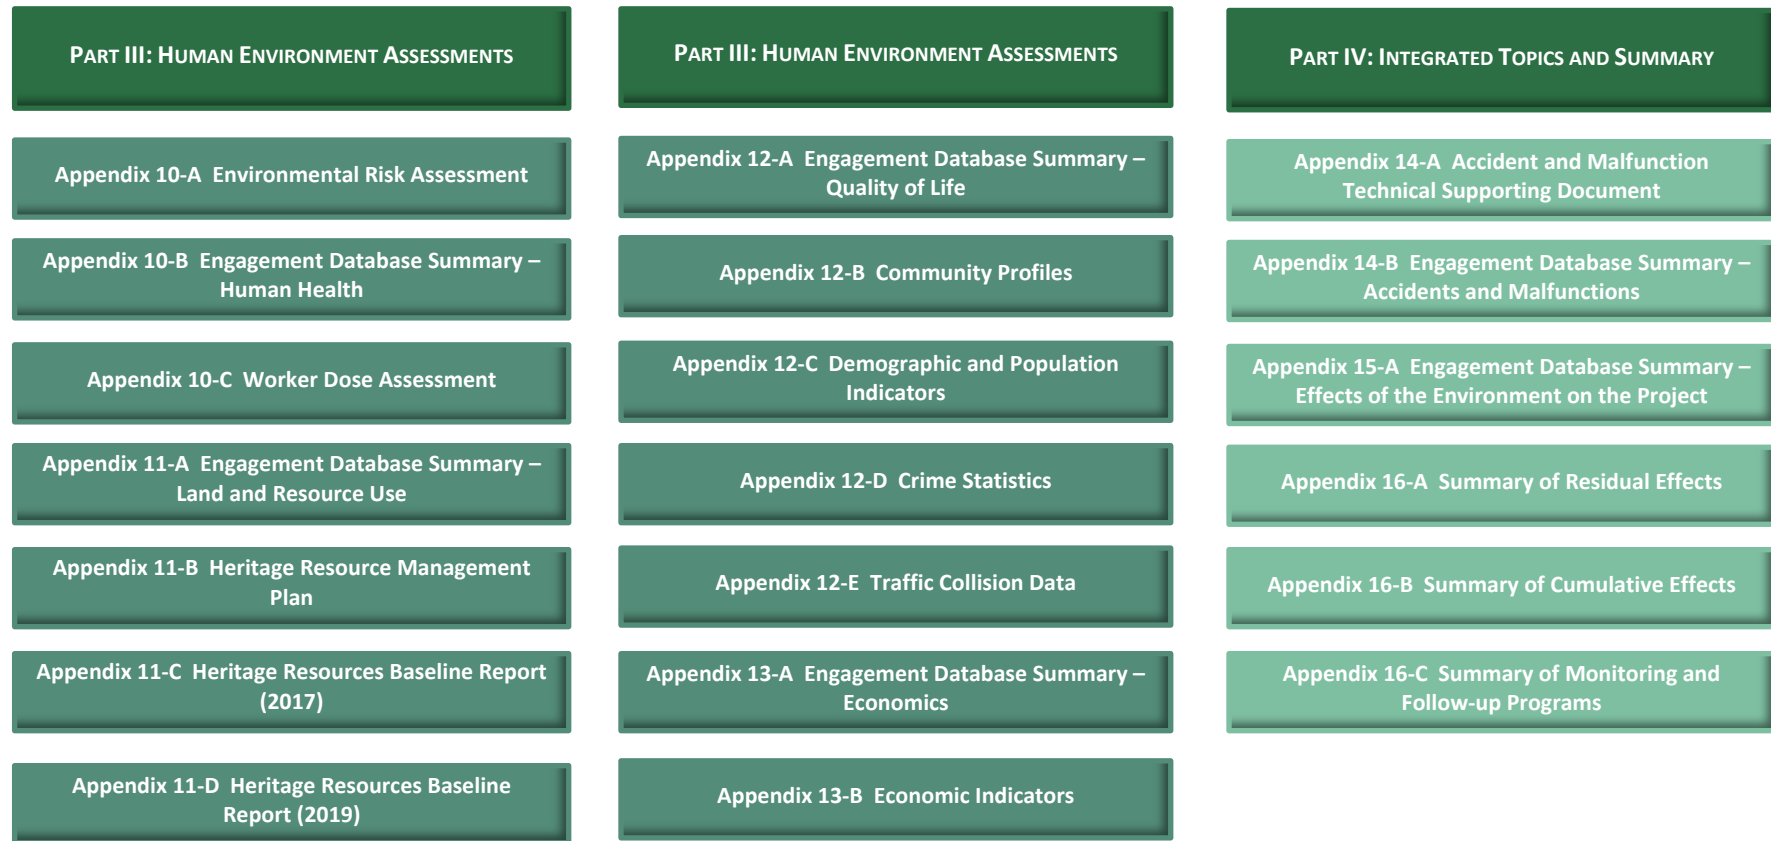 PART III: HUMAN ENVIRONMENT ASSESSMENTS
Appendix 10-A Environmental Risk Assessment
Appendix 10-B Engagement Database Summary –
Human Health
Appendix 10-C Worker Dose Assessment
Appendix 11-A Engagement Database Summary –
Land and Resource Use
Appendix 11-B Heritage Resource Management
Plan
Appendix 11-C Heritage Resources Baseline Report
(2017)
Appendix 11-D Heritage Resources Baseline
Report (2019)
PART III: HUMAN ENVIRONMENT ASSESSMENTS
Appendix 12-A Engagement Database Summary –
Quality of Life
Appendix 12-B Community Profiles
Appendix 12-C Demographic and Population
Indicators
Appendix 12-D Crime Statistics
Appendix 12-E Traffic Collision Data
Appendix 13-A Engagement Database Summary –
Economics
Appendix 13-B Economic Indicators
PART IV: INTEGRATED TOPICS AND SUMMARY
Appendix 14-A Accident and Malfunction
Technical Supporting Document
Appendix 14-B Engagement Database Summary –
Accidents and Malfunctions
Appendix 15-A Engagement Database Summary –
Effects of the Environment on the Project
Appendix 16-A Summary of Residual Effects
Appendix 16-B Summary of Cumulative Effects
Appendix 16-C Summary of Monitoring and
Follow-up Programs